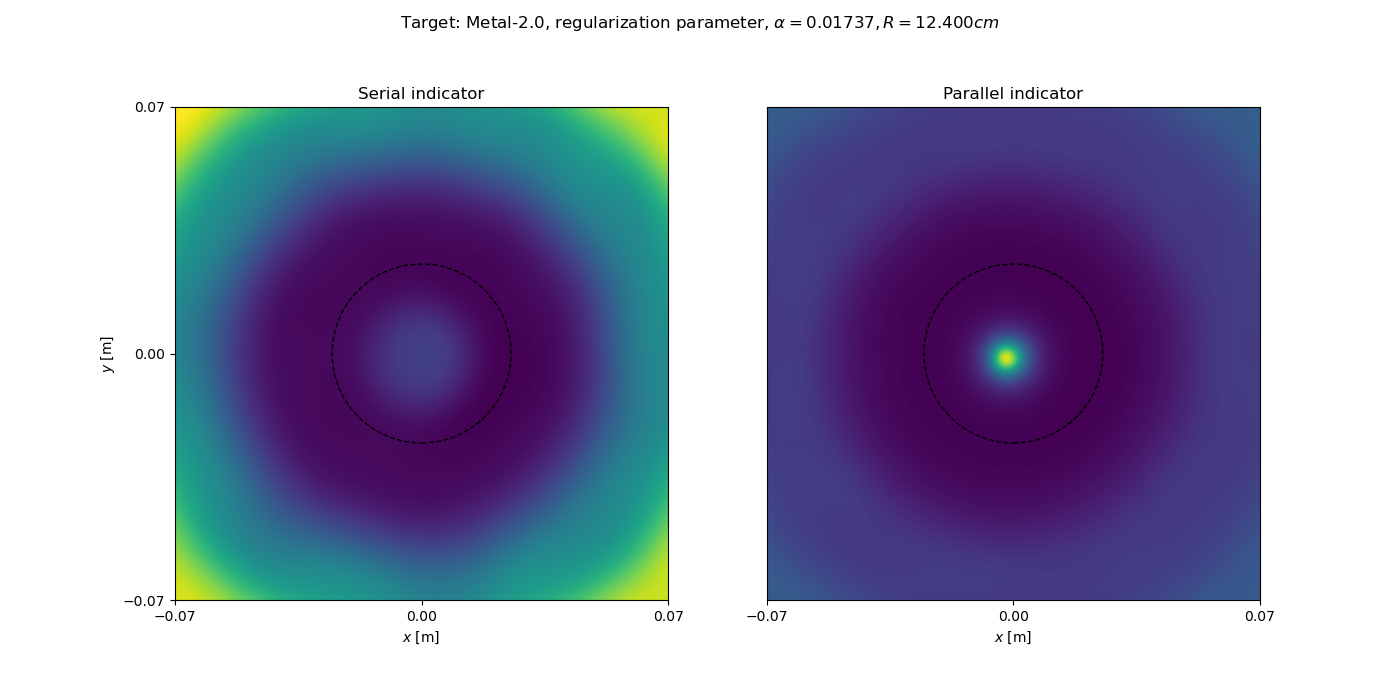 Target: Metal-2.0, regularization parameter, α = 0.01737, R = 12.400cm
Serial indicator
Parallel indicator
0.07
0.00
−0.07
y [m]
−0.07
0.00
0.07
x [m]
−0.07
0.00
0.07
x [m]